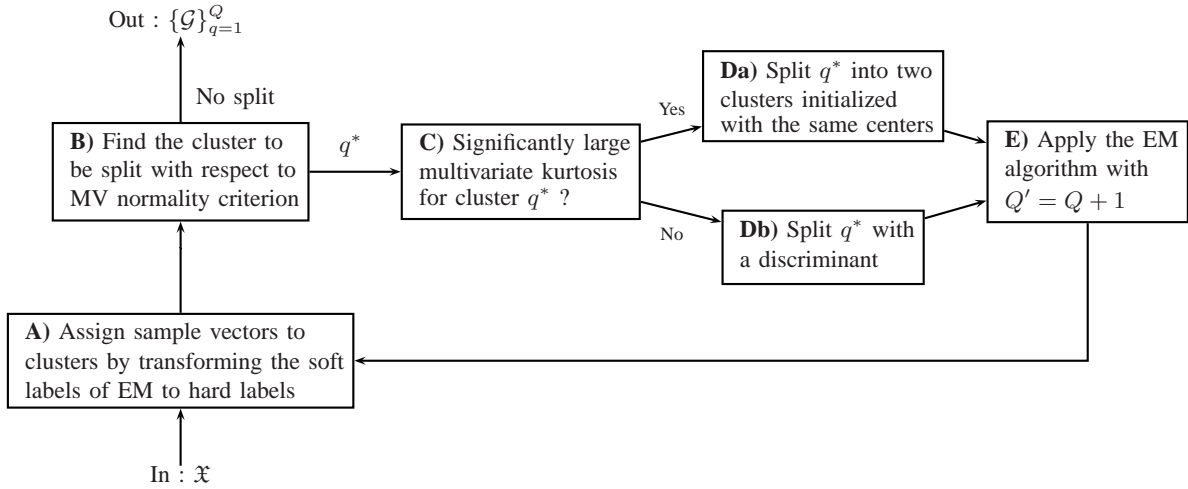 Out : {𝒢}_{q=1}^{Q}
No split
B) Find the cluster to
be split with respect to
MV normality criterion
q*
C) Significantly large
multivariate kurtosis
for cluster q* ?
Yes
No
Da) Split q* into two
clusters initialized
with the same centers
Db) Split q* with
a discriminant
E) Apply the EM
algorithm with
Q′ = Q + 1
A) Assign sample vectors to
clusters by transforming the soft
labels of EM to hard labels
In : 𝔛